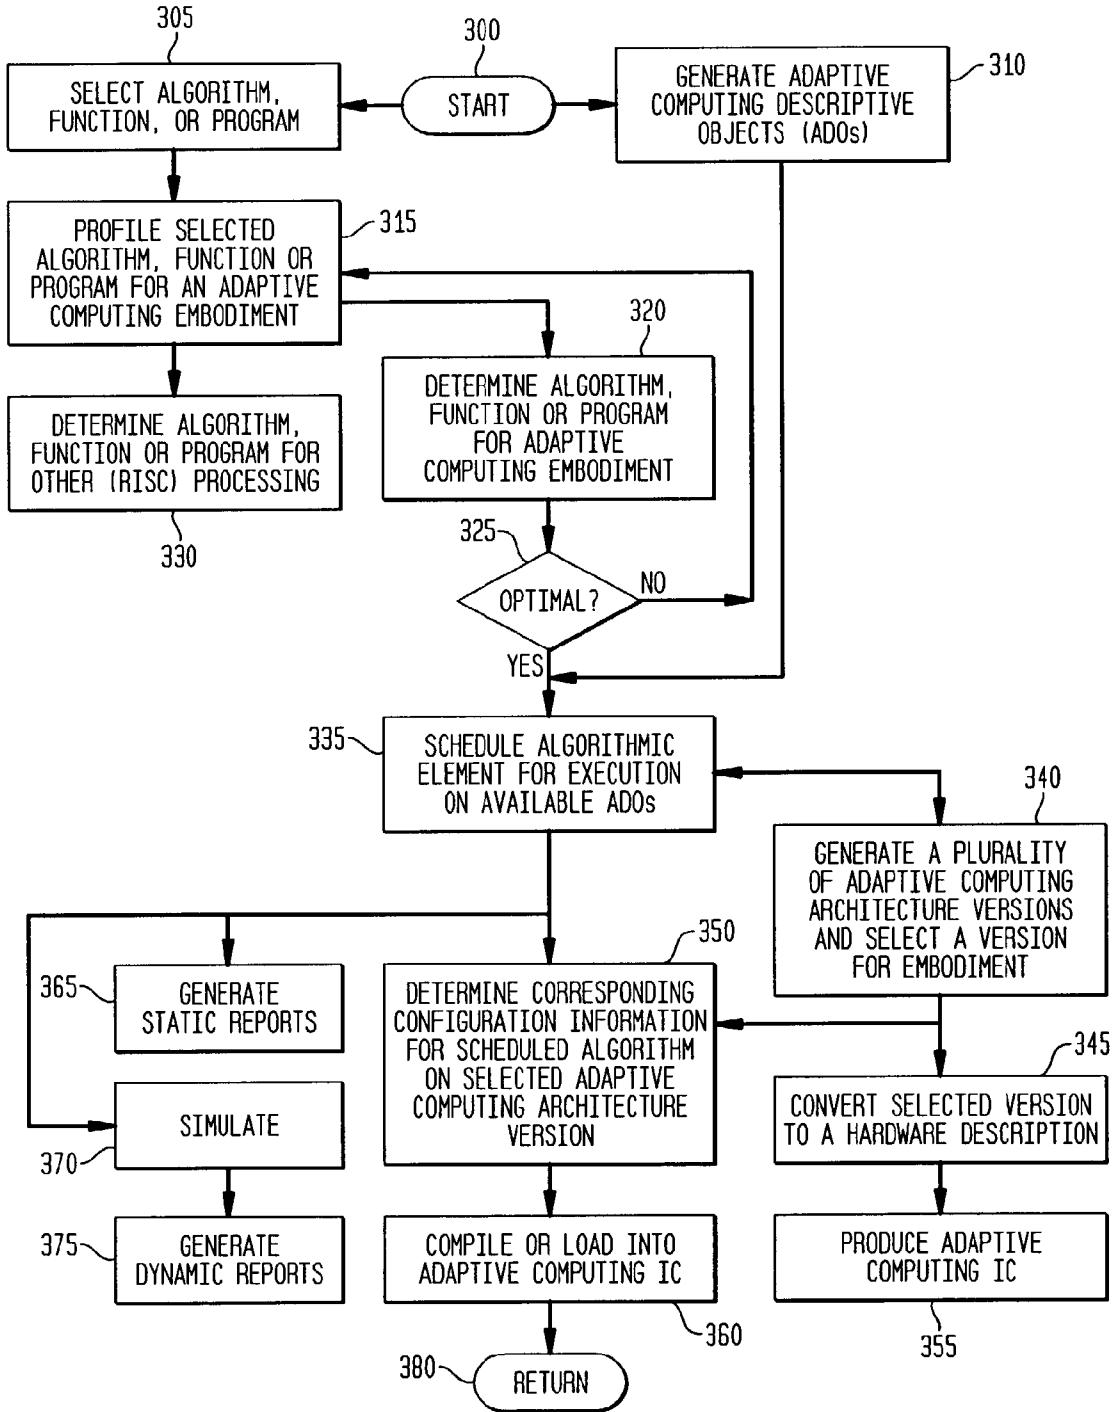 305
300
310
SELECT ALGORITHM,
FUNCTION, OR PROGRAM
START
GENERATE ADAPTIVE
COMPUTING DESCRIPTIVE
OBJECTS (ADOs)
315
PROFILE SELECTED
ALGORITHM, FUNCTION OR
PROGRAM FOR AN ADAPTIVE
COMPUTING EMBODIMENT
320
DETERMINE ALGORITHM,
FUNCTION OR PROGRAM
FOR ADAPTIVE
COMPUTING EMBODIMENT
DETERMINE ALGORITHM,
FUNCTION OR PROGRAM FOR
OTHER (RISC) PROCESSING
330
325
OPTIMAL?
NO
YES
335
SCHEDULE ALGORITHMIC
ELEMENT FOR EXECUTION
ON AVAILABLE ADOs
340
GENERATE A PLURALITY
OF ADAPTIVE COMPUTING
ARCHITECTURE VERSIONS
AND SELECT A VERSION
FOR EMBODIMENT
350
DETERMINE CORRESPONDING
CONFIGURATION INFORMATION
FOR SCHEDULED ALGORITHM
ON SELECTED ADAPTIVE
COMPUTING ARCHITECTURE
VERSION
365
GENERATE
STATIC REPORTS
345
CONVERT SELECTED VERSION
TO A HARDWARE DESCRIPTION
SIMULATE
370
375
GENERATE
DYNAMIC REPORTS
COMPILE OR LOAD INTO
ADAPTIVE COMPUTING IC
360
PRODUCE ADAPTIVE
COMPUTING IC
355
380
RETURN